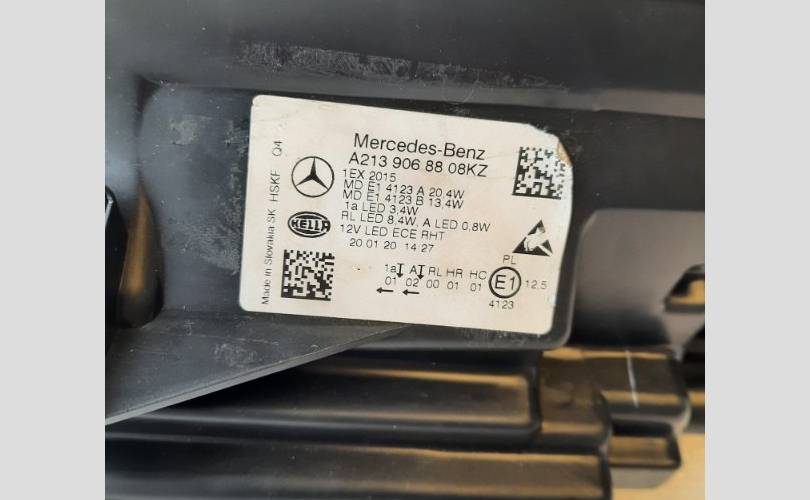 Mercedes-Benz
A213 906 88 08KZ
1EX 2015
MD E1 4123 A 20,4W
MD E1 4123 B 13,4W
1a LED 3,4W
RL LED 8,4W, A LED 0,8W
12V LED ECE RHT
20 01 20 14 27
HELLA
Made in Slovakia SK HSKF Q4
PL
1a A RL HR HC
01 02 00 01 01
E1
12,5
4123